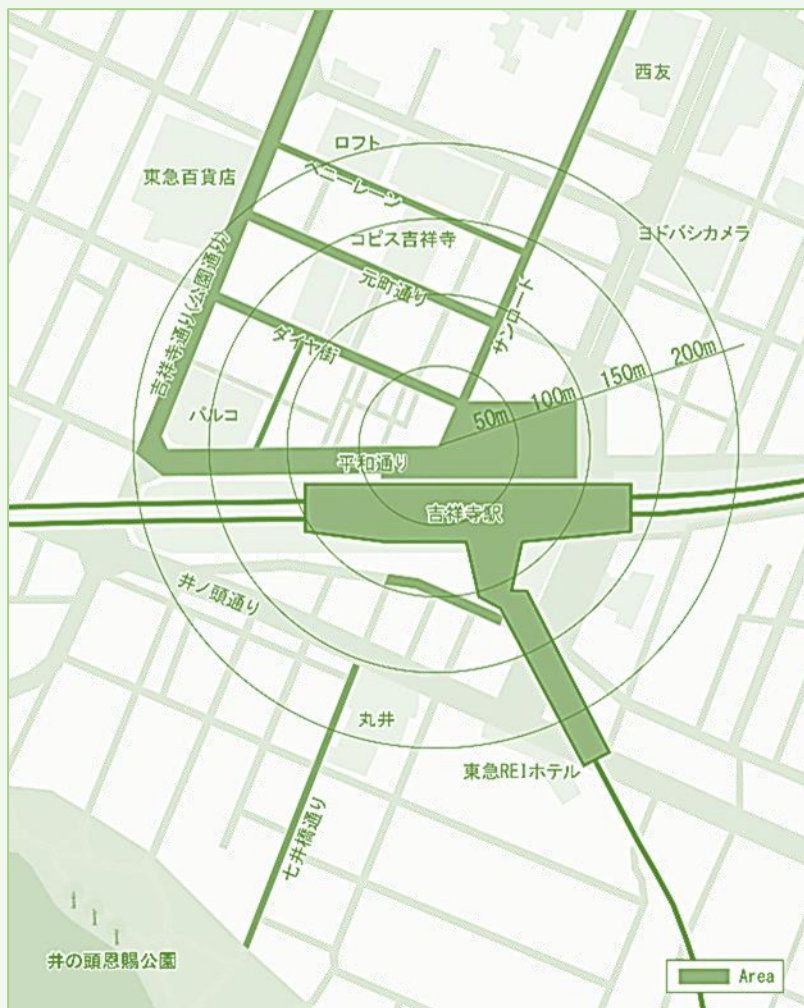 西友
ロフト
東急百貨店
ペニーレーン
コピス吉祥寺
ヨドバシカメラ
元町通り
サンロード
吉祥寺通り(公園通り)
ダイヤ街
50m
100m
150m
200m
パルコ
平和通り
吉祥寺駅
井ノ頭通り
丸井
東急REIホテル
七井橋通り
井の頭恩賜公園
Area